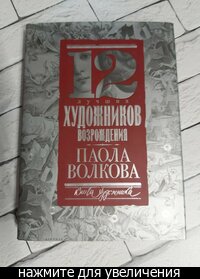 12
лучших
ХУДОЖНИКОВ
ВОЗРОЖДЕНИЯ
ПАОЛА
ВОЛКОВА
книга художника
нажмите для увеличения